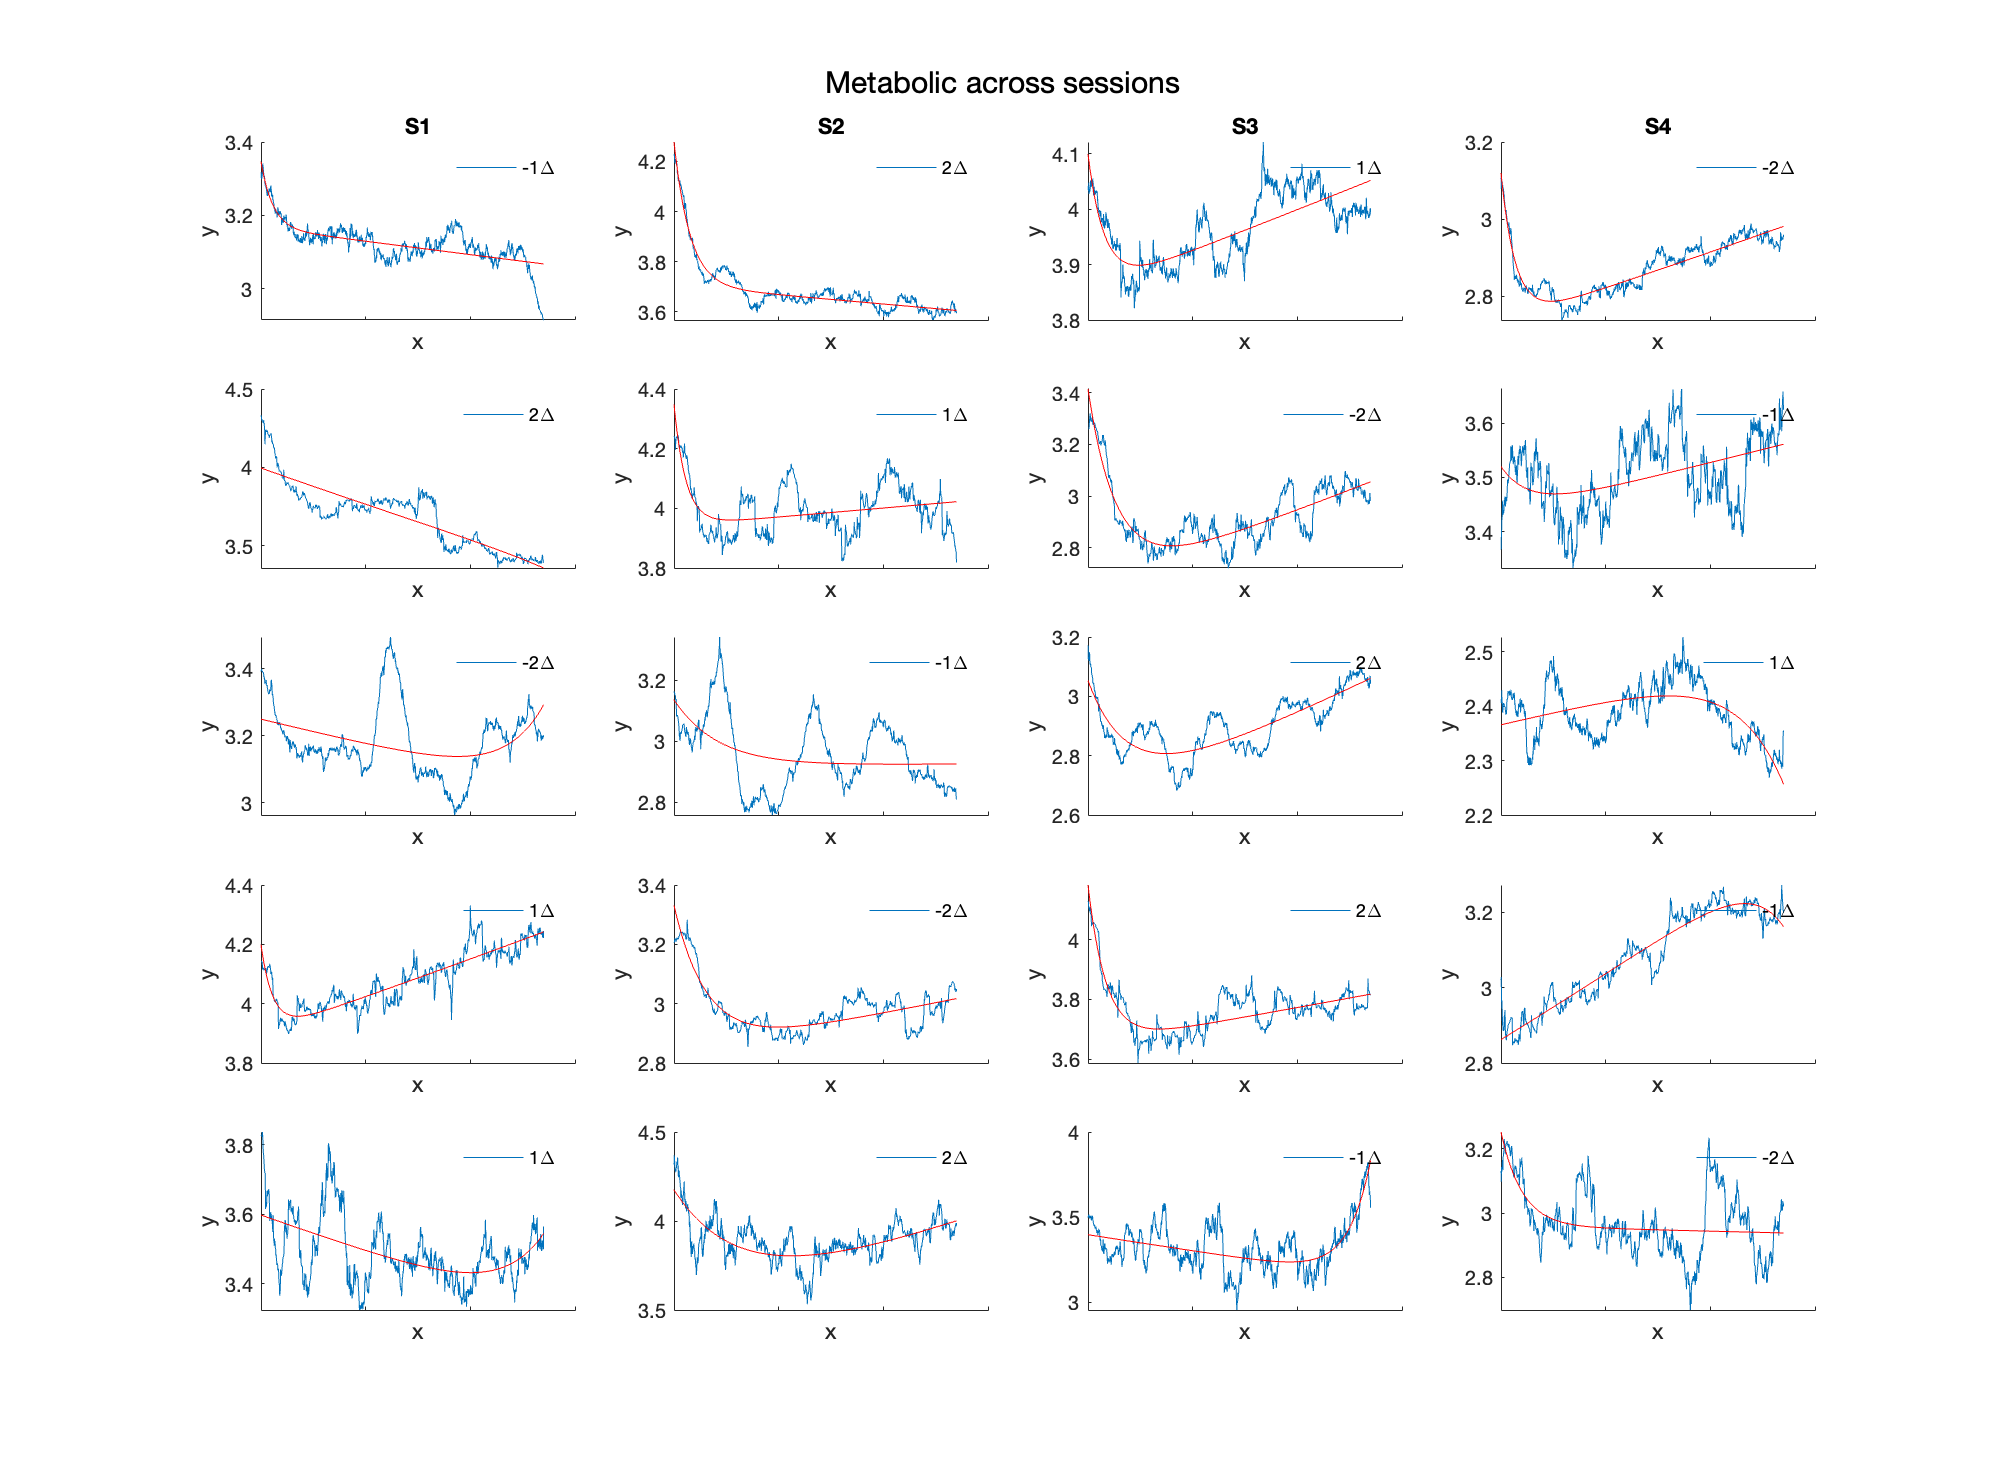 Metabolic across sessions
S1 S2 S3 S4
3.4 3.2 3 y x -1Δ
4.2 4 3.8 3.6 y x 2Δ
4.1 4 3.9 3.8 y x 1Δ
3.2 3 2.8 y x -2Δ
4.5 4 3.5 y x 2Δ
4.4 4.2 4 3.8 y x 1Δ
3.4 3.2 3 2.8 y x -2Δ
3.6 3.5 3.4 y x -1Δ
3.4 3.2 3 y x -2Δ
3.2 3 2.8 y x -1Δ
3.2 3 2.8 2.6 y x 2Δ
2.5 2.4 2.3 2.2 y x 1Δ
4.4 4.2 4 3.8 y x 1Δ
3.4 3.2 3 2.8 y x -2Δ
4 3.8 3.6 y x 2Δ
3.2 3 2.8 y x -1Δ
3.8 3.6 3.4 y x 1Δ
4.5 4 3.5 y x 2Δ
4 3.5 3 y x -1Δ
3.2 3 2.8 y x -2Δ